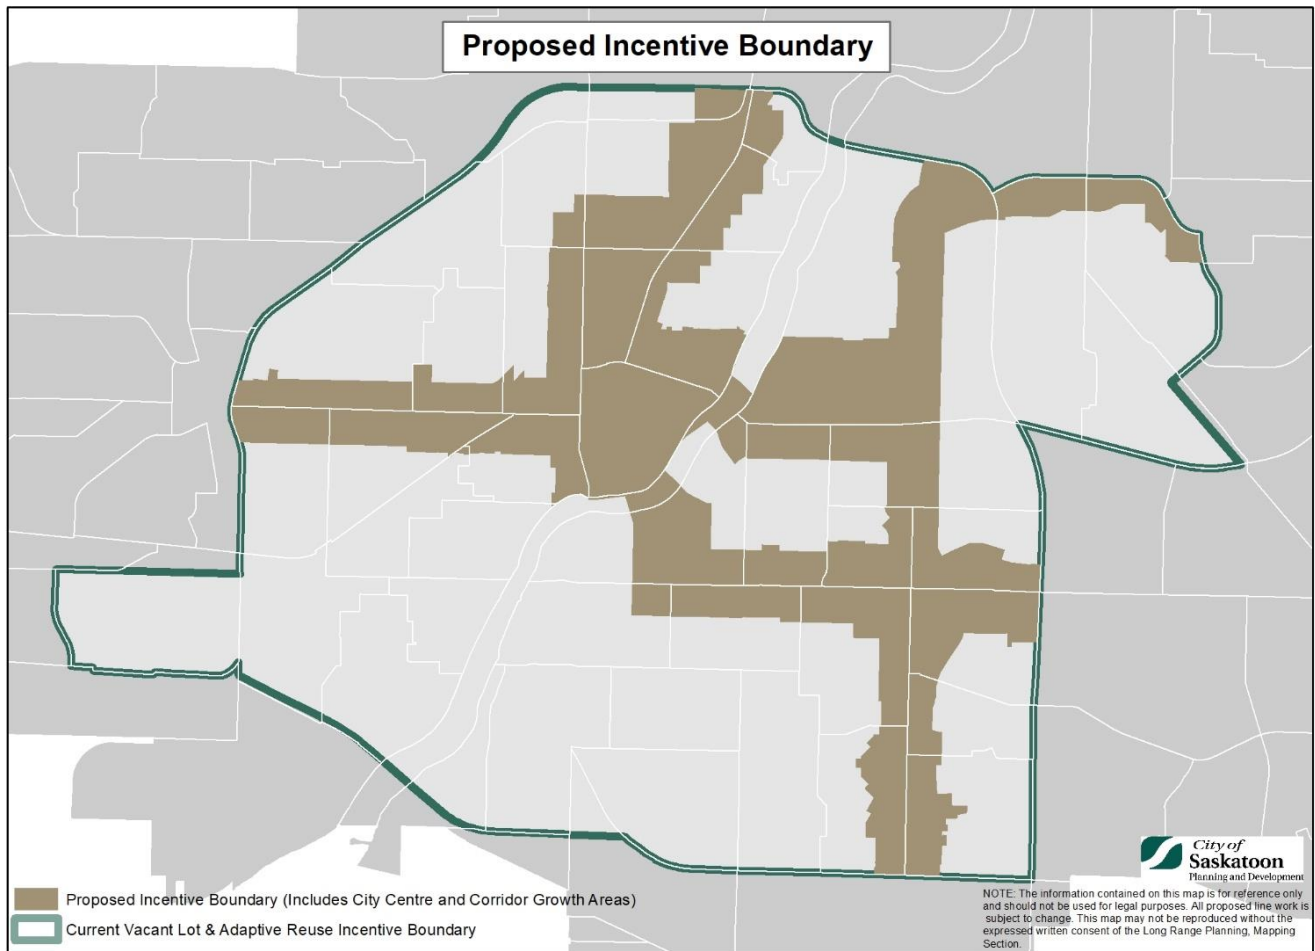 Proposed Incentive Boundary
City of
Saskatoon
Planning and Development
Proposed Incentive Boundary (Includes City Centre and Corridor Growth Areas)
Current Vacant Lot & Adaptive Reuse Incentive Boundary
NOTE: The information contained on this map is for reference only
and should not be used for legal purposes. All proposed line work is
subject to change. This map may not be reproduced without the
expressed written consent of the Long Range Planning, Mapping
Section.